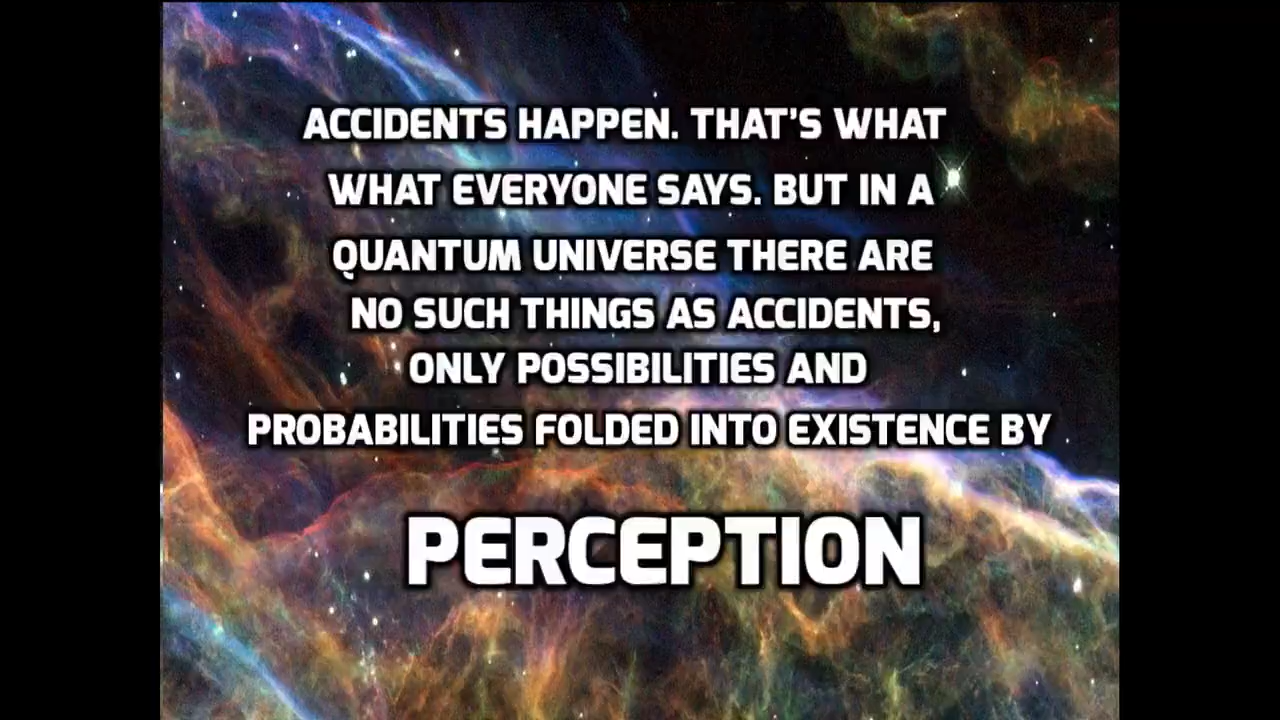 ACCIDENTS HAPPEN. THAT'S WHAT
WHAT EVERYONE SAYS. BUT IN A
QUANTUM UNIVERSE THERE ARE
NO SUCH THINGS AS ACCIDENTS,
ONLY POSSIBILITIES AND
PROBABILITIES FOLDED INTO EXISTENCE BY
PERCEPTION